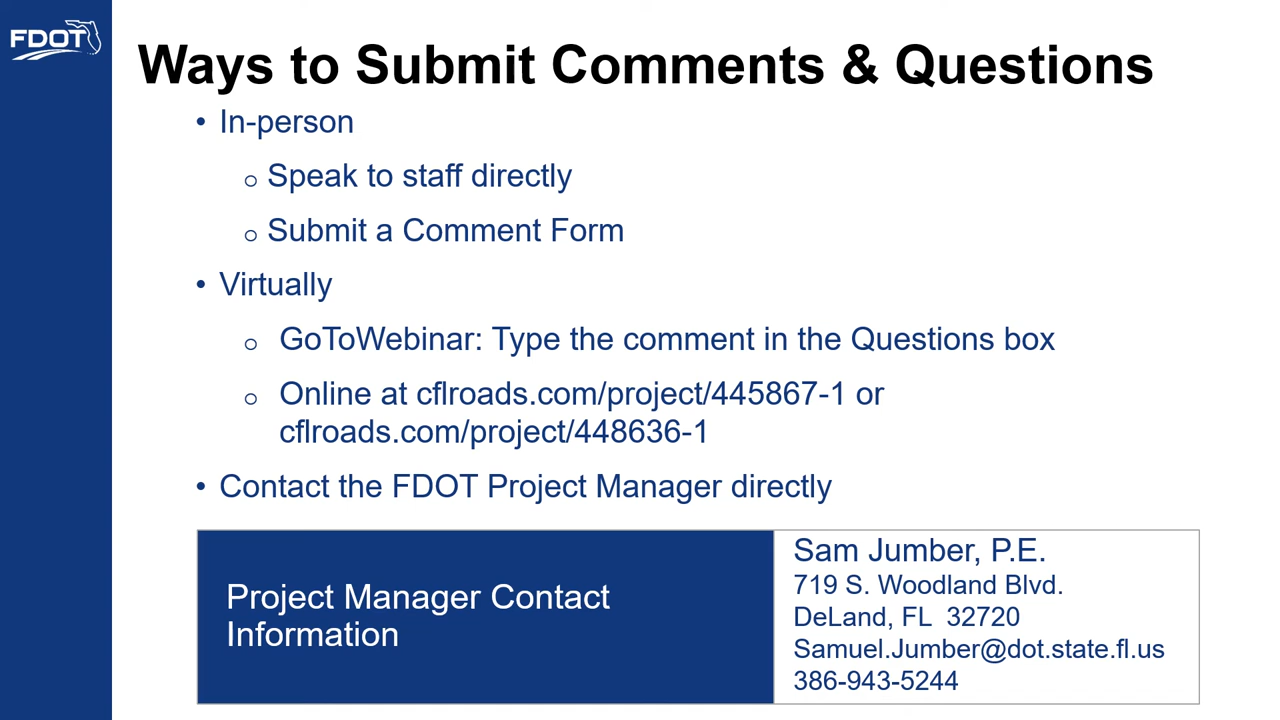 FDOT
Ways to Submit Comments & Questions
• In-person
o Speak to staff directly
o Submit a Comment Form
• Virtually
o GoToWebinar: Type the comment in the Questions box
o Online at cflroads.com/project/445867-1 or
cflroads.com/project/448636-1
• Contact the FDOT Project Manager directly
Project Manager Contact
Information
Sam Jumber, P.E.
719 S. Woodland Blvd.
DeLand, FL  32720
Samuel.Jumber@dot.state.fl.us
386-943-5244